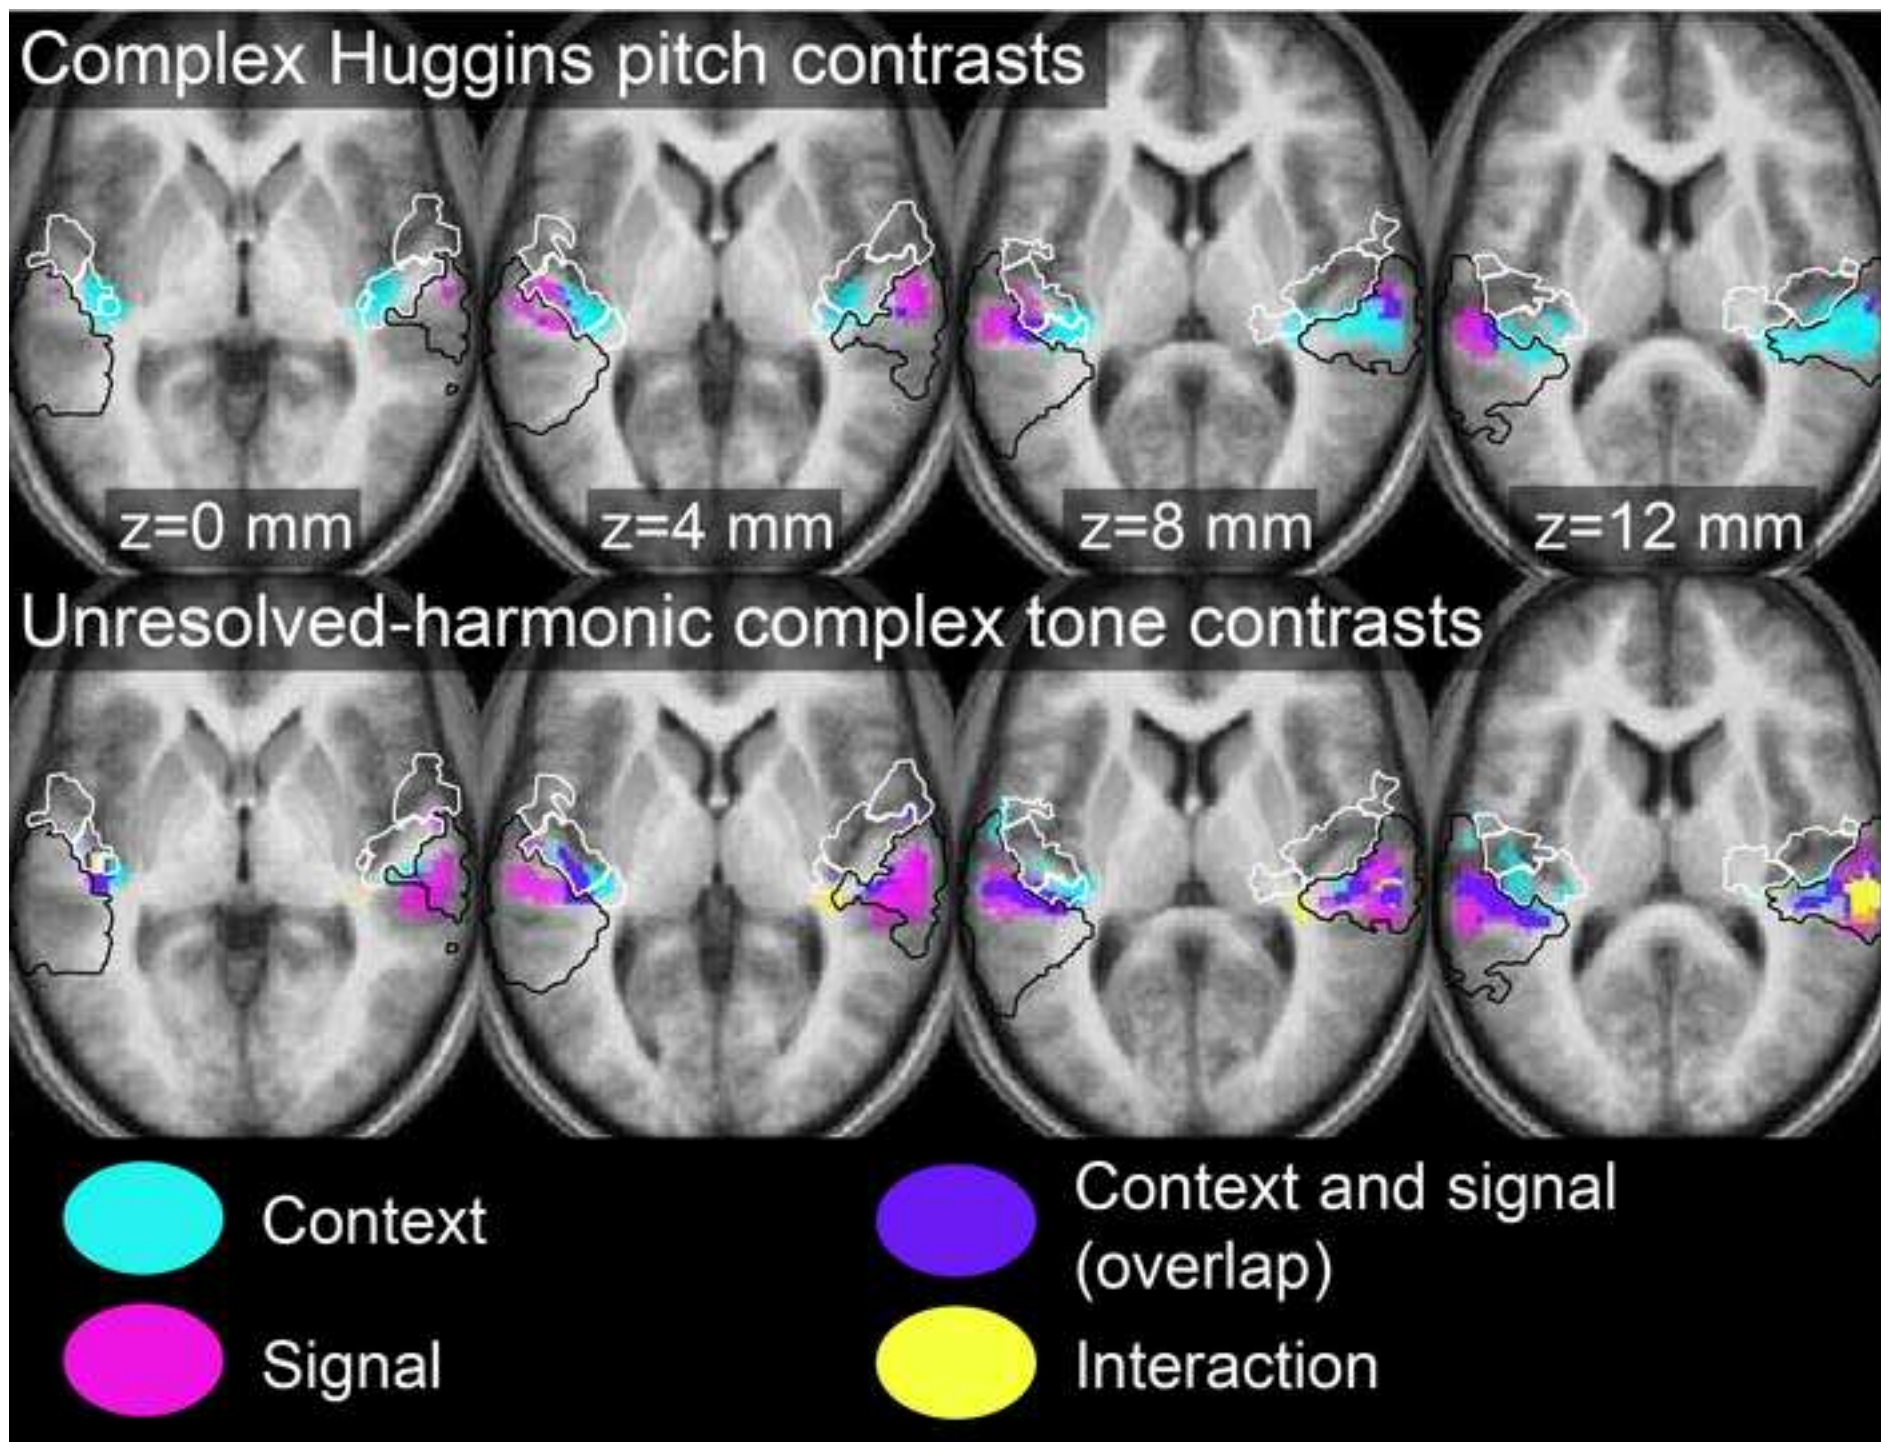 Complex Huggins pitch contrasts
z=0 mm
z=4 mm
z=8 mm
z=12 mm
Unresolved-harmonic complex tone contrasts
Context
Context and signal
(overlap)
Signal
Interaction